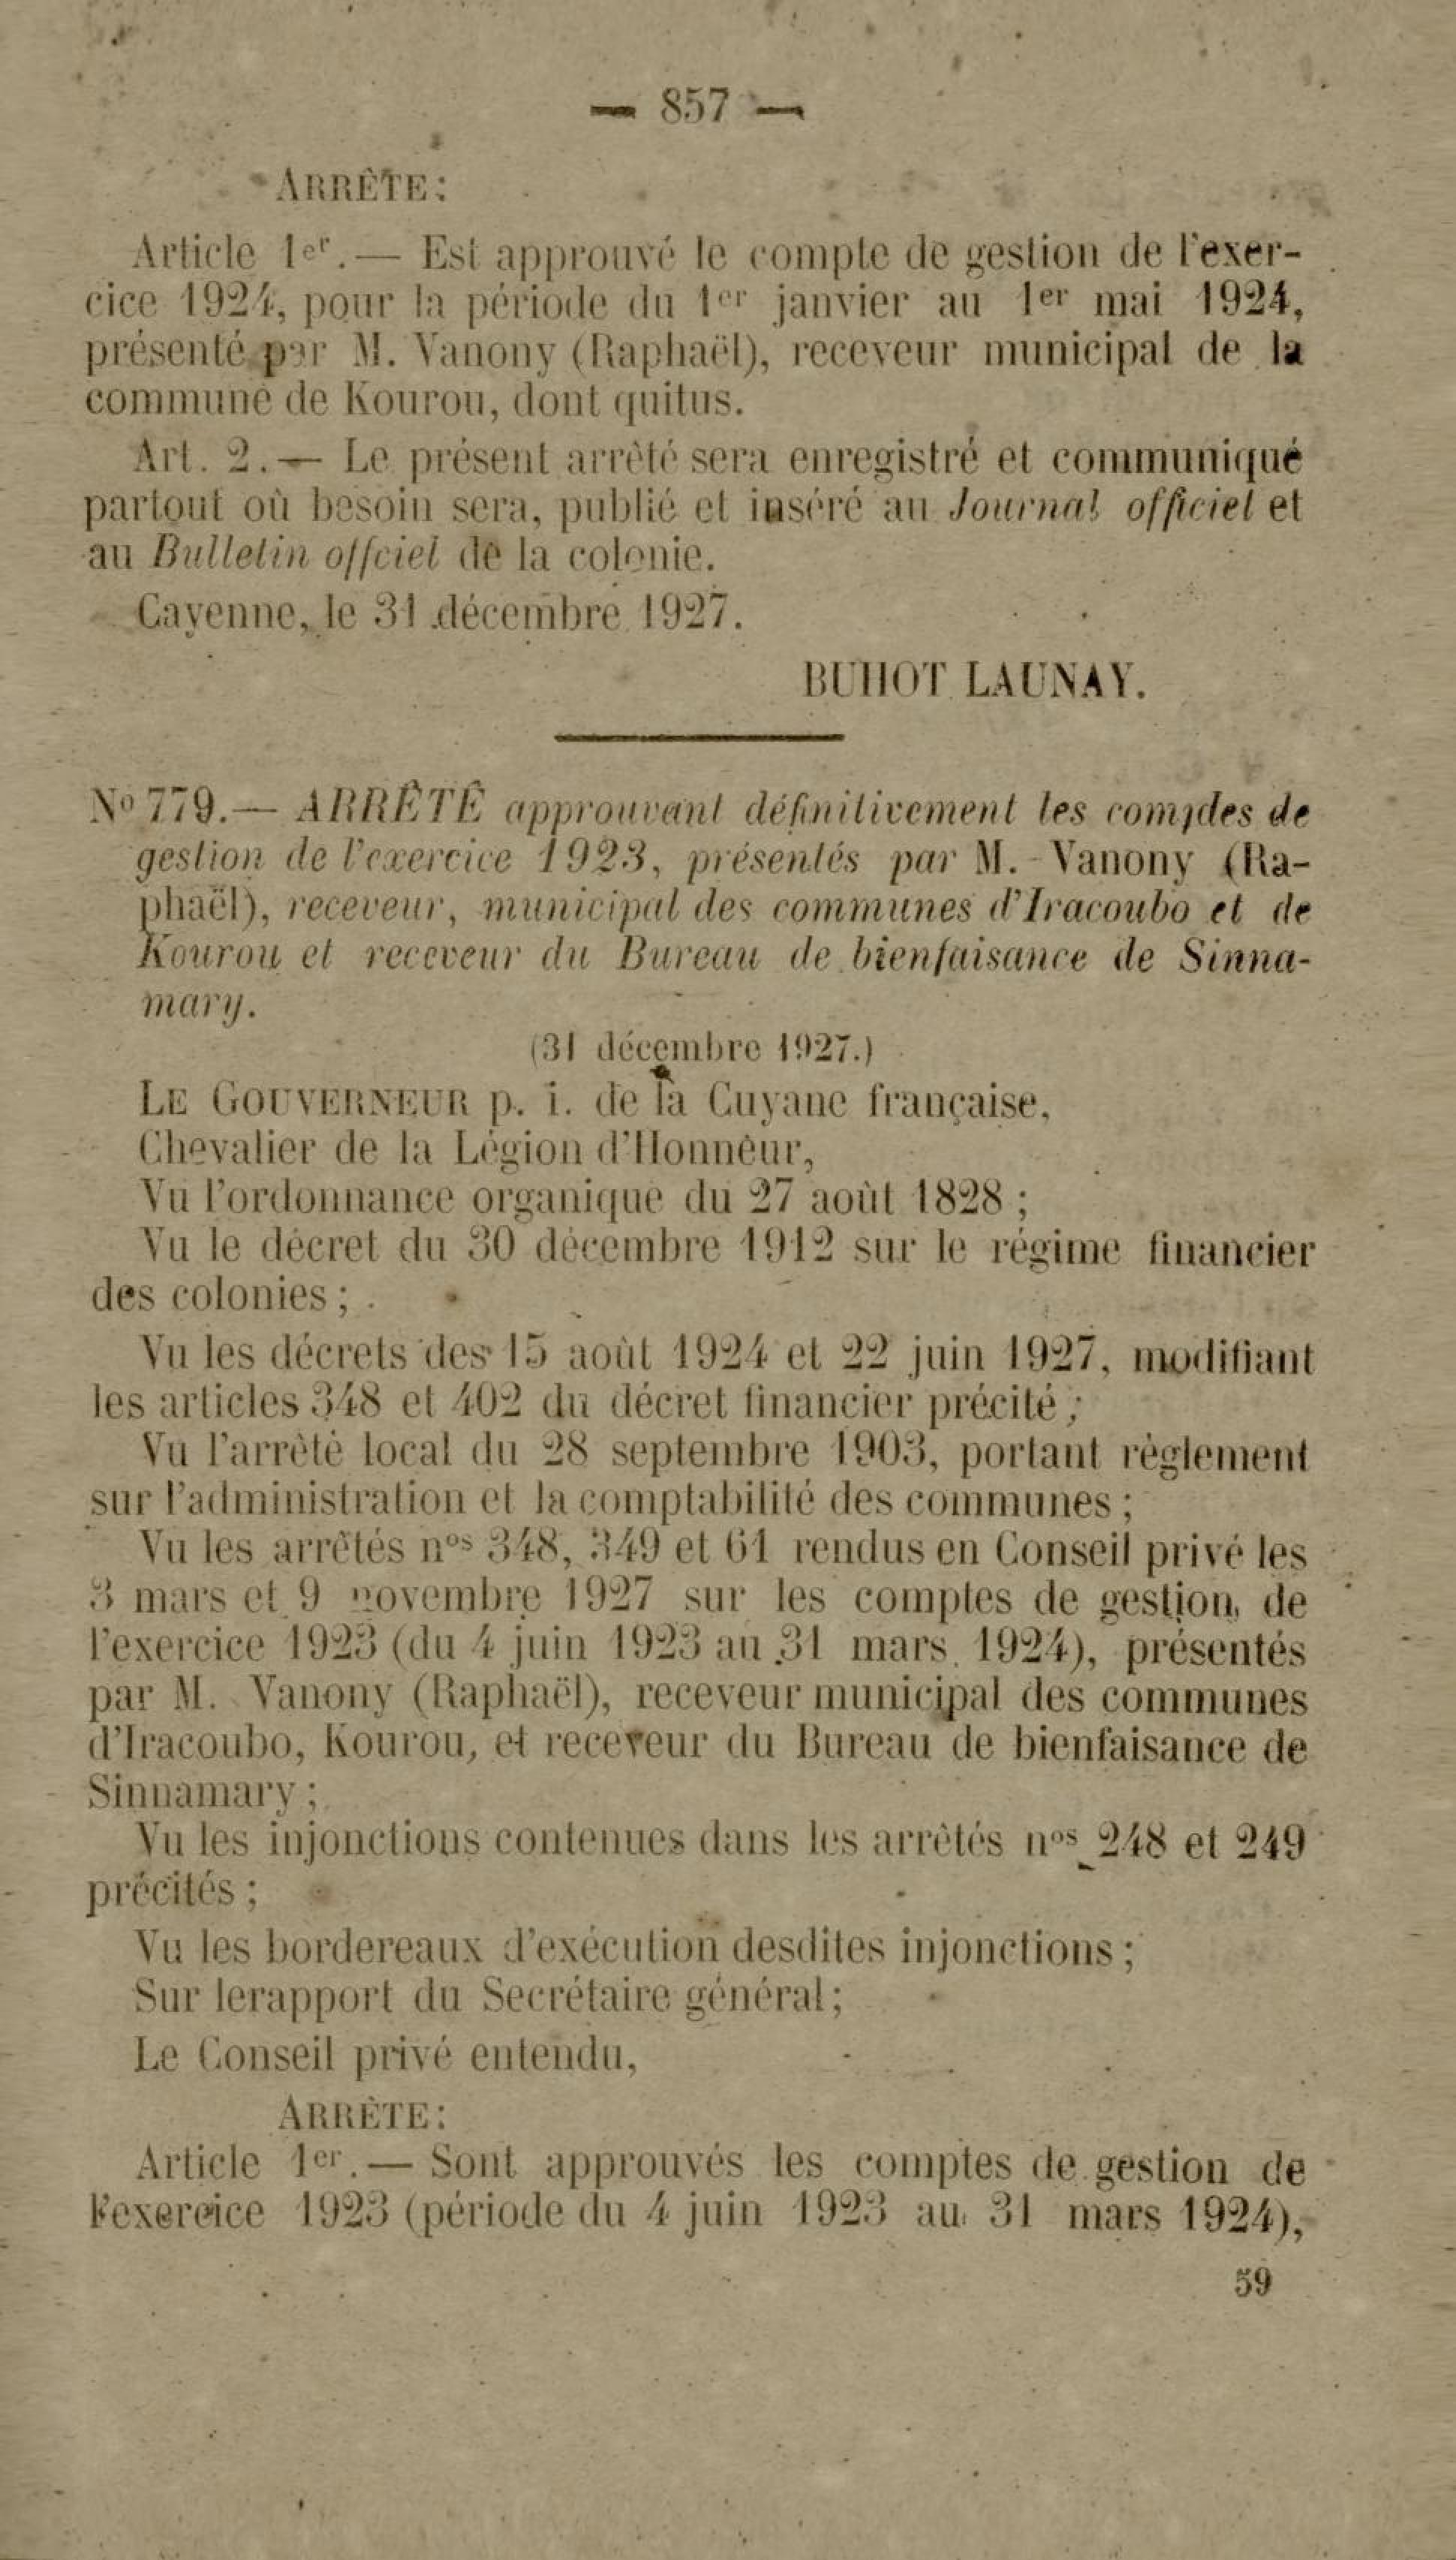 — 857 —
ARRÊTE:
Article 1er.— Est approuvé le compte de gestion de l'exer-
cice 1924, pour la période du 1er janvier au 1er mai 1924,
présenté par M. Vanony (Raphaël), receveur municipal de la
commune de Kourou, dont quitus.
Art. 2.— Le présent arrêté sera enregistré et communiqué
partout où besoin sera, publié et inséré au Journal officiel et
au Bulletin offciel de la colonie.
Cayenne, le 31 décembre 1927.
BUHOT LAUNAY.
No 779.— ARRÊTÉ approuvant définitivement les comptes de
gestion de l'exercice 1923, présentés par M. Vanony (Ra-
phaël), receveur, municipal des communes d'Iracoubo et de
Kourou et receveur du Bureau de bienfaisance de Sinna-
mary.
(31 décembre 1927.)
LE GOUVERNEUR p. i. de la Guyane française,
Chevalier de la Légion d'Honneur,
Vu l'ordonnance organique du 27 août 1828 ;
Vu le décret du 30 décembre 1912 sur le régime financier
des colonies ;
Vu les décrets des 15 août 1924 et 22 juin 1927, modifiant
les articles 348 et 402 du décret financier précité ;
Vu l'arrêté local du 28 septembre 1903, portant règlement
sur l'administration et la comptabilité des communes ;
Vu les arrêtés nos 348, 349 et 61 rendus en Conseil privé les
3 mars et 9 novembre 1927 sur les comptes de gestion, de
l'exercice 1923 (du 4 juin 1923 au 31 mars 1924), présentés
par M. Vanony (Raphaël), receveur municipal des communes
d'Iracoubo, Kourou, et receveur du Bureau de bienfaisance de
Sinnamary ;
Vu les injonctions contenues dans les arrêtés nos 248 et 249
précités ;
Vu les bordereaux d'exécution desdites injonctions ;
Sur lerapport du Secrétaire général ;
Le Conseil privé entendu,
ARRÊTE:
Article 1er.— Sont approuvés les comptes de gestion de
l'exercice 1923 (période du 4 juin 1923 au 31 mars 1924),
59